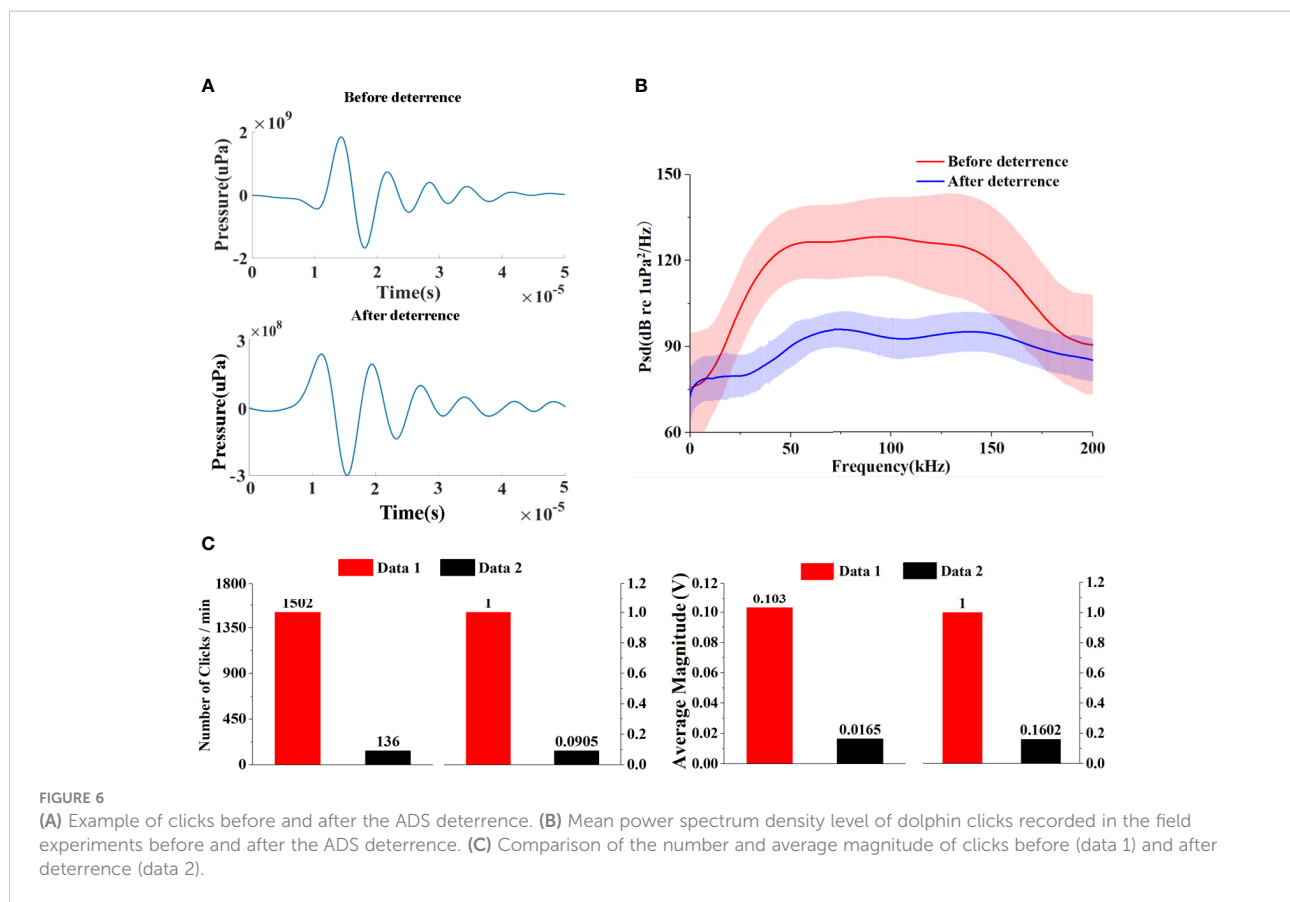 A
Before deterrence
×10^9
2
0
-2
Pressure(uPa)
0 1 2 3 4 5
Time(s)
×10^-5
After deterrence
×10^8
3
0
-3
Pressure(uPa)
0 1 2 3 4 5
Time(s)
×10^-5
B
Before deterrence
After deterrence
150
120
90
60
Psd(dB re 1uPa²/Hz)
0 50 100 150 200
Frequency(kHz)
C
Data 1 Data 2
1800
1350
900
450
0
Number of Clicks / min
1502
136
1
0.0905
1.2
1.0
0.8
0.6
0.4
0.2
0.0
Data 1 Data 2
0.12
0.10
0.08
0.06
0.04
0.02
0.00
Average Magnitude (V)
0.103
0.0165
1
0.1602
1.2
1.0
0.8
0.6
0.4
0.2
0.0
FIGURE 6
(A) Example of clicks before and after the ADS deterrence. (B) Mean power spectrum density level of dolphin clicks recorded in the field
experiments before and after the ADS deterrence. (C) Comparison of the number and average magnitude of clicks before (data 1) and after
deterrence (data 2).